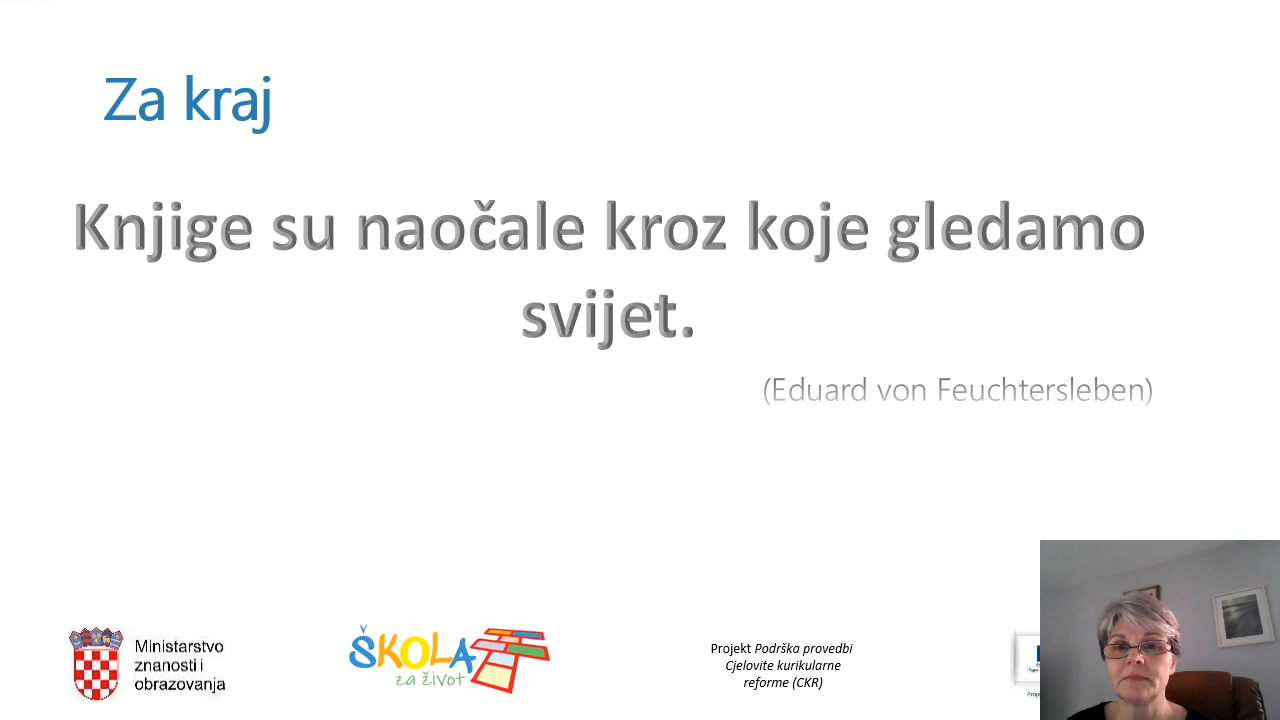 Za kraj
Knjige su naočale kroz koje gledamo
svijet.
(Eduard von Feuchtersleben)
Ministarstvo
znanosti i
obrazovanja
ŠKOLA
za život
Projekt Podrška provedbi
Cjelovite kurikularne
reforme (CKR)